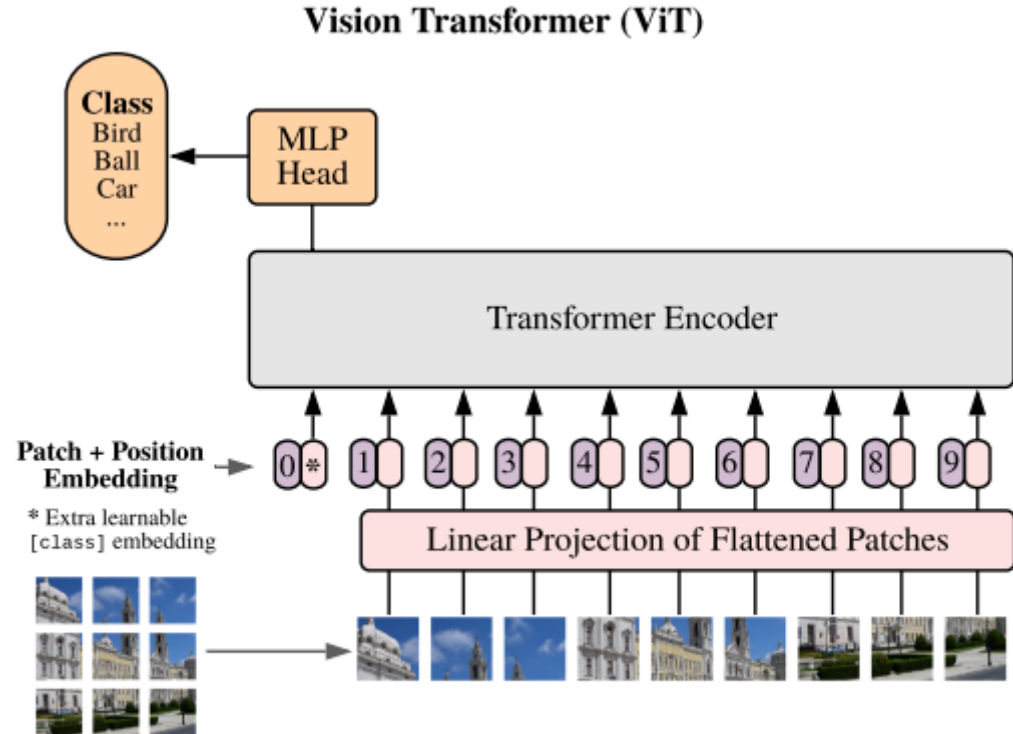 Vision Transformer (ViT)
Class
Bird
Ball
Car
...
MLP
Head
Transformer Encoder
Patch + Position
Embedding
0 * 1 2 3 4 5 6 7 8 9
* Extra learnable
[class] embedding
Linear Projection of Flattened Patches